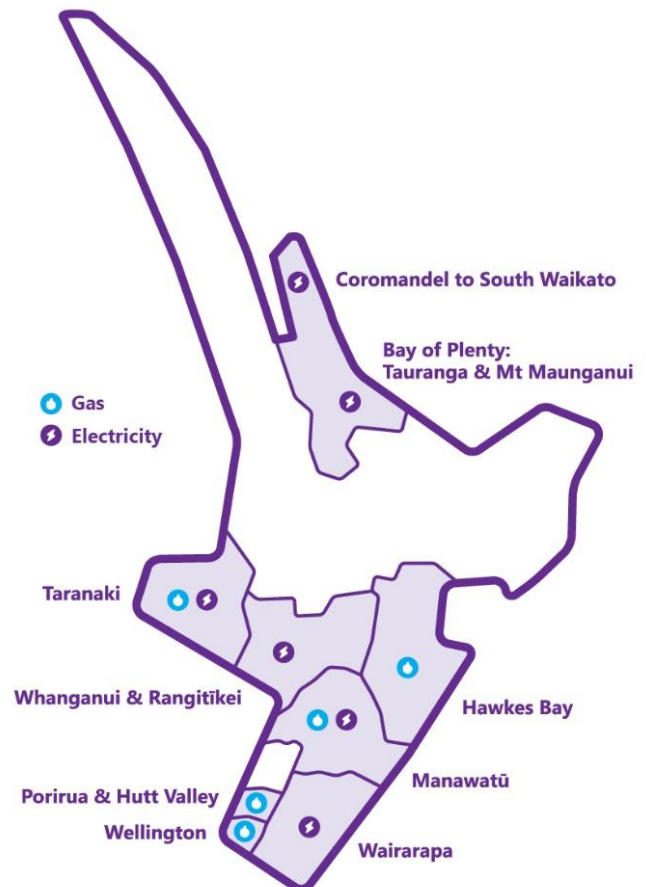 Coromandel to South Waikato
Bay of Plenty:
Tauranga & Mt Maunganui
Gas
Electricity
Taranaki
Whanganui & Rangitīkei
Hawkes Bay
Manawatū
Porirua & Hutt Valley
Wellington
Wairarapa